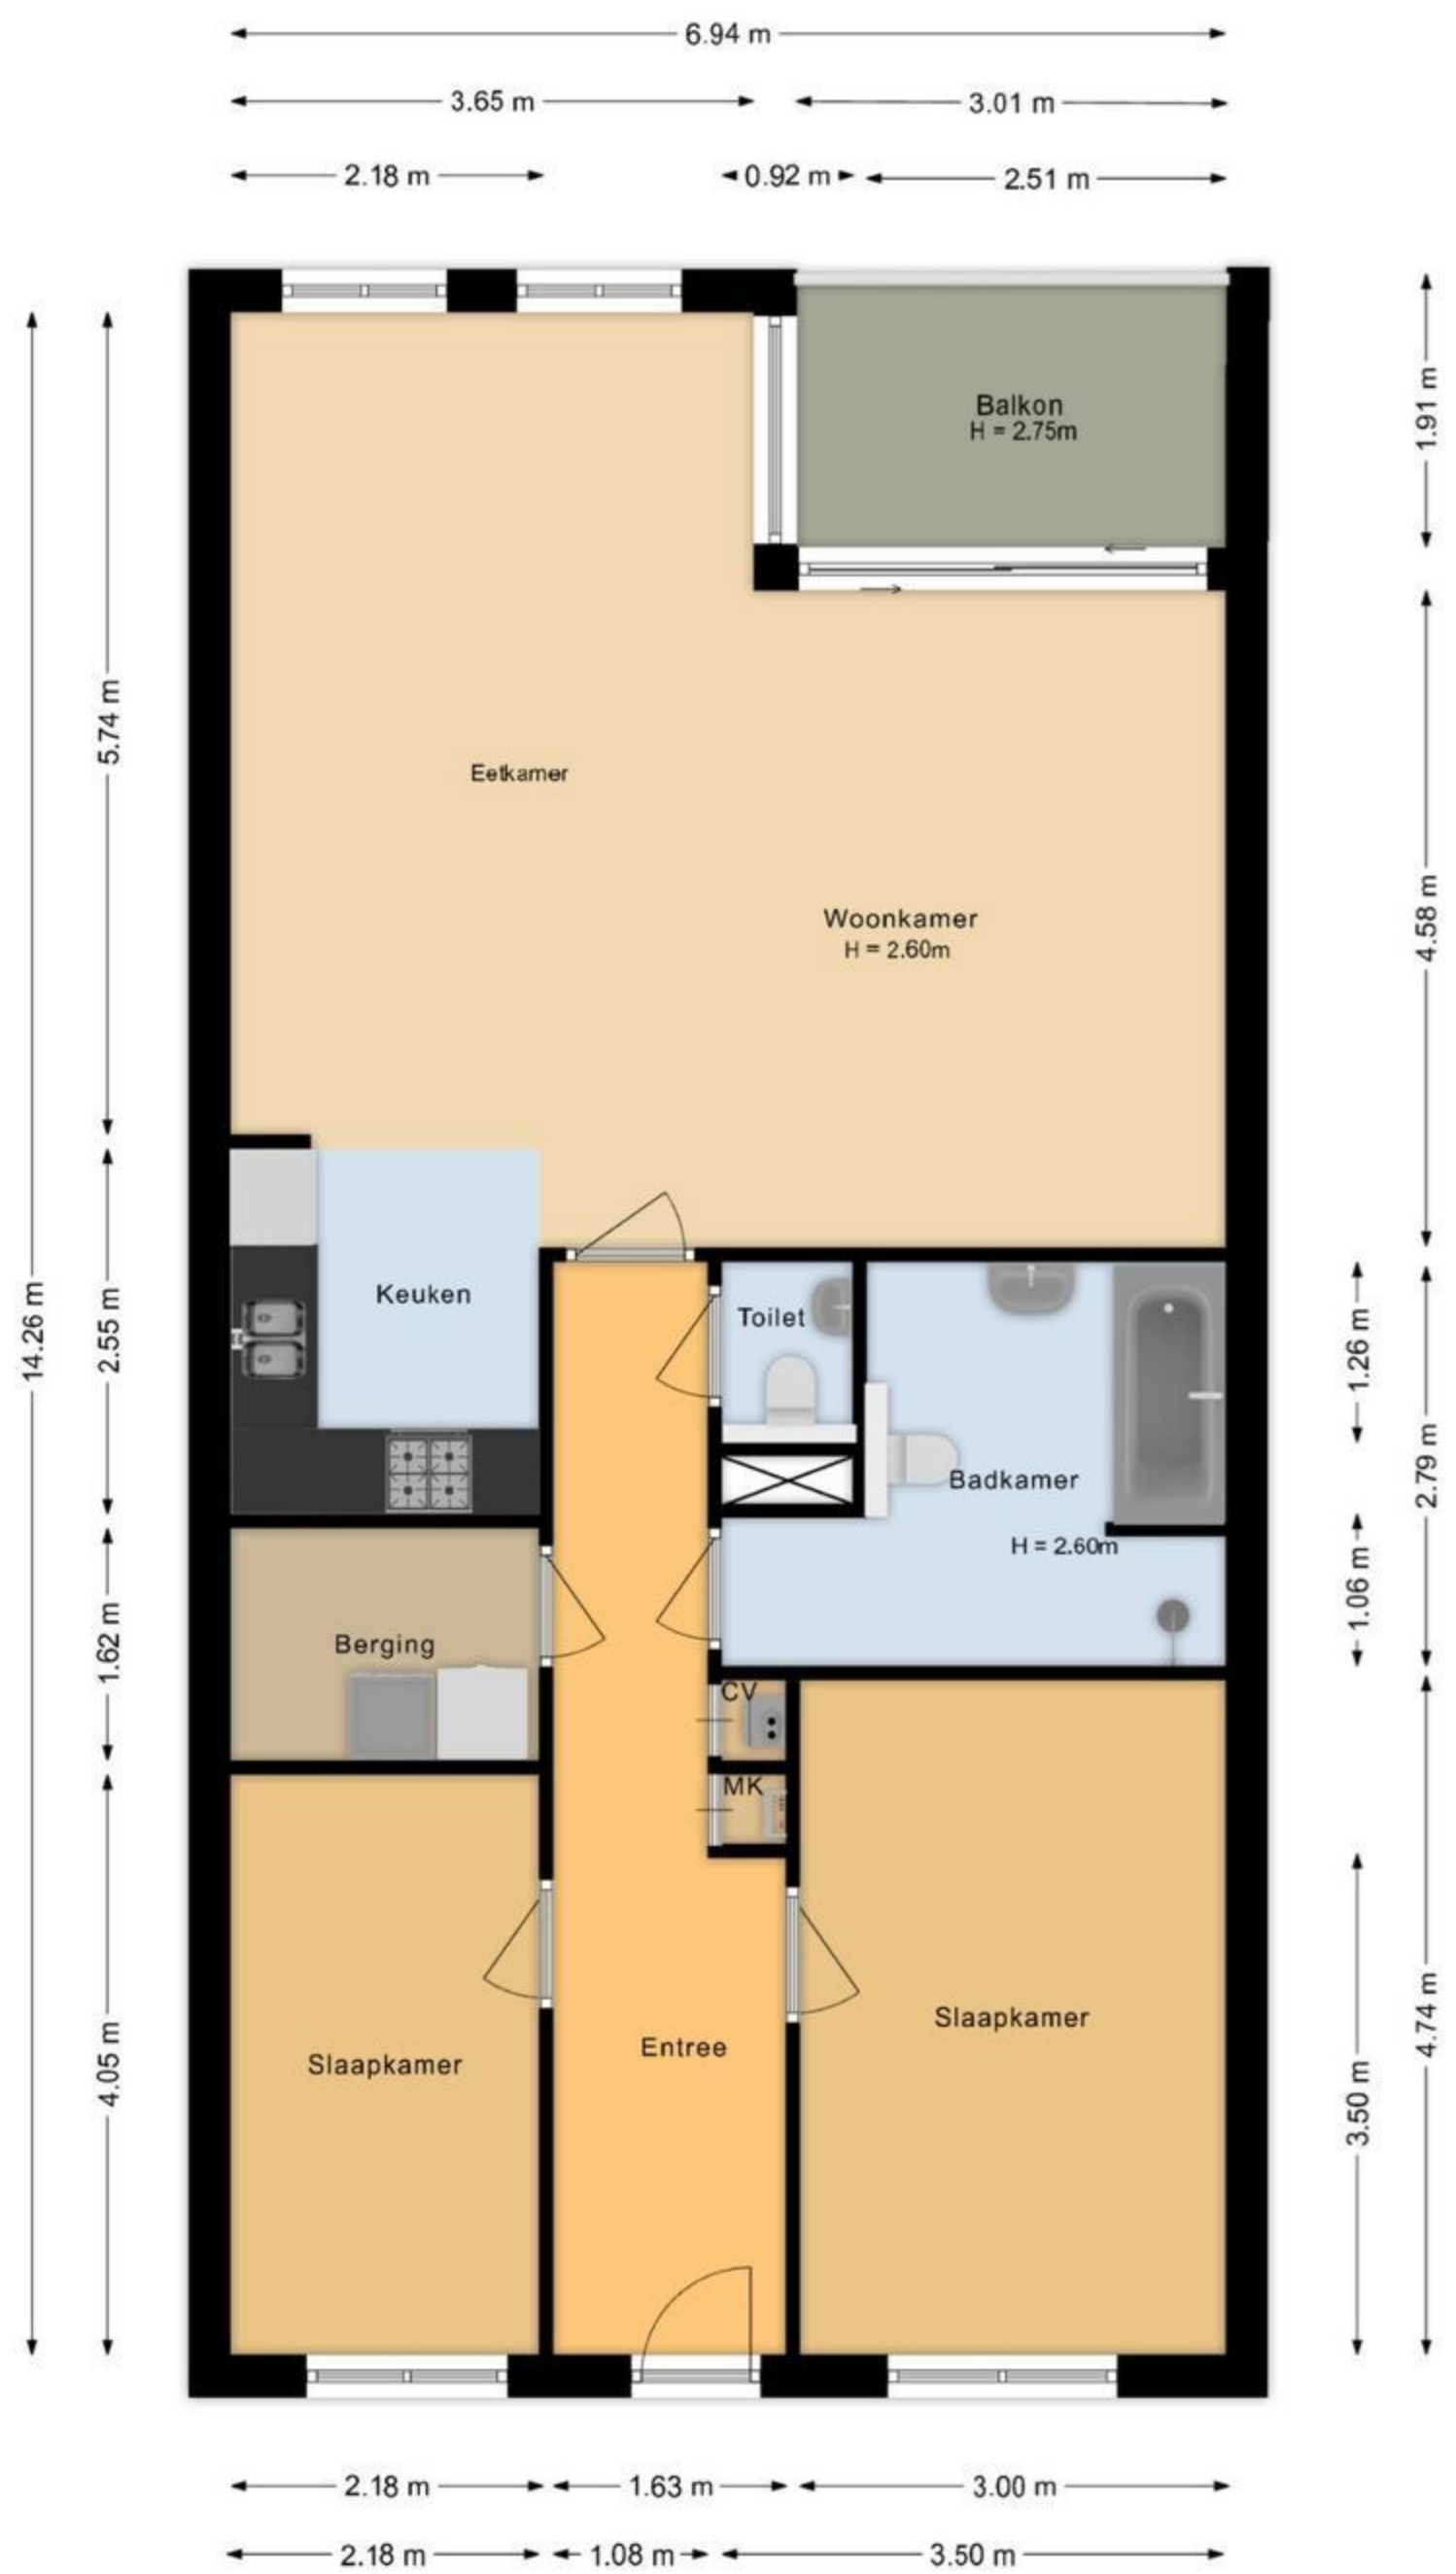 6.94 m
3.65 m
3.01 m
2.18 m
0.92 m
2.51 m
Balkon
H = 2.75m
1.91 m
5.74 m
Eetkamer
Woonkamer
H = 2.60m
4.58 m
14.26 m
2.55 m
Keuken
Toilet
1.26 m
2.79 m
Badkamer
H = 2.60m
1.06 m
1.62 m
Berging
CV
MK
4.05 m
Slaapkamer
Entree
Slaapkamer
3.50 m
4.74 m
2.18 m
1.63 m
3.00 m
2.18 m
1.08 m
3.50 m